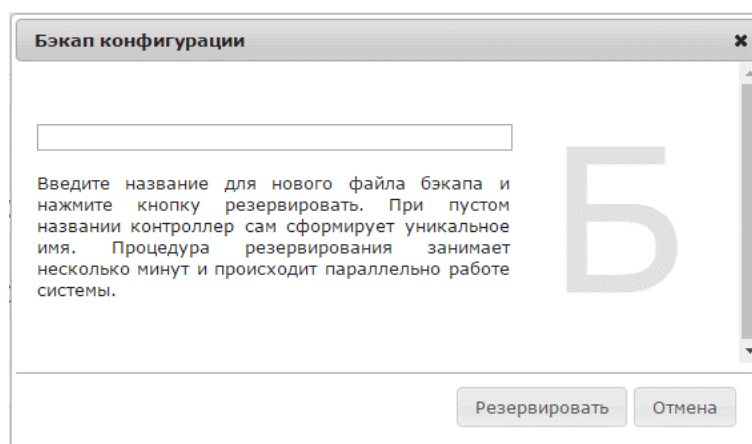 Бэкап конфигурации
Введите название для нового файла бэкапа и
нажмите кнопку резервировать. При пустом
названии контроллер сам сформирует уникальное
имя. Процедура резервирования занимает
несколько минут и происходит параллельно работе
системы.
Б
Резервировать Отмена